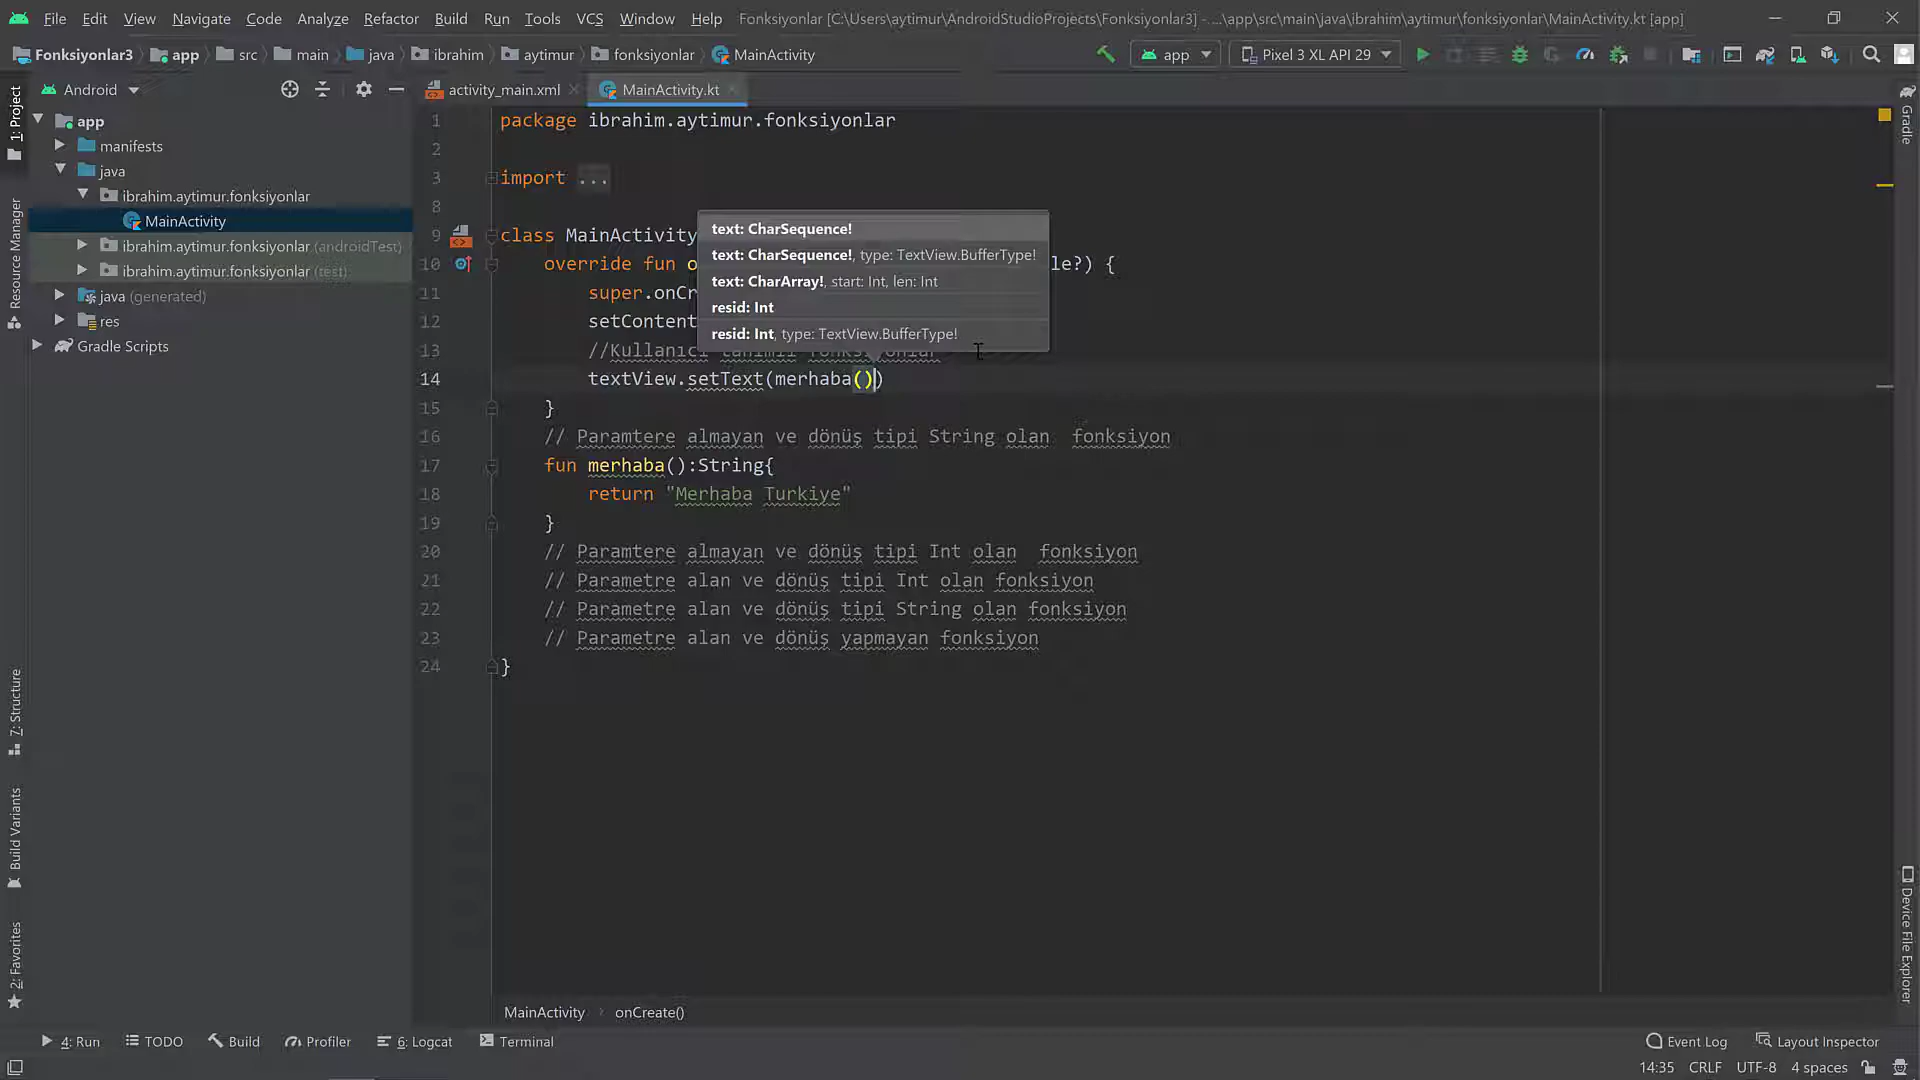 File Edit View Navigate Code Analyze Refactor Build Run Tools VCS Window Help Fonksiyonlar [C:\Users\aytimur\AndroidStudioProjects\Fonksiyonlar3] - ...\app\src\main\java\ibrahim\aytimur\fonksiyonlar\MainActivity.kt [app]
Fonksiyonlar3 app src main java ibrahim aytimur fonksiyonlar MainActivity app Pixel 3 XL API 29
Android
activity_main.xml MainActivity.kt
1: Project
Resource Manager
7: Structure
Build Variants
2: Favorites
app
manifests
java
ibrahim.aytimur.fonksiyonlar
MainActivity
ibrahim.aytimur.fonksiyonlar (androidTest)
ibrahim.aytimur.fonksiyonlar (test)
java (generated)
res
Gradle Scripts
1 package ibrahim.aytimur.fonksiyonlar
2
3 import ...
8
9 class MainActivity
10 override fun o le?) {
11 super.onCr
12 setContent
text: CharSequence!
text: CharSequence!, type: TextView.BufferType!
text: CharArray!, start: Int, len: Int
resid: Int
resid: Int, type: TextView.BufferType!
13 //Kullanıcı tanımlı fonksiyonlar
14 textView.setText(merhaba())
15 }
16 // Paramtere almayan ve dönüş tipi String olan  fonksiyon
17 fun merhaba():String{
18 return "Merhaba Turkiye"
19 }
20 // Paramtere almayan ve dönüş tipi Int olan  fonksiyon
21 // Parametre alan ve dönüş tipi Int olan fonksiyon
22 // Parametre alan ve dönüş tipi String olan fonksiyon
23 // Parametre alan ve dönüş yapmayan fonksiyon
24 }
Gradle
Device File Explorer
MainActivity › onCreate()
4: Run TODO Build Profiler 6: Logcat Terminal Event Log Layout Inspector
14:35 CRLF UTF-8 4 spaces